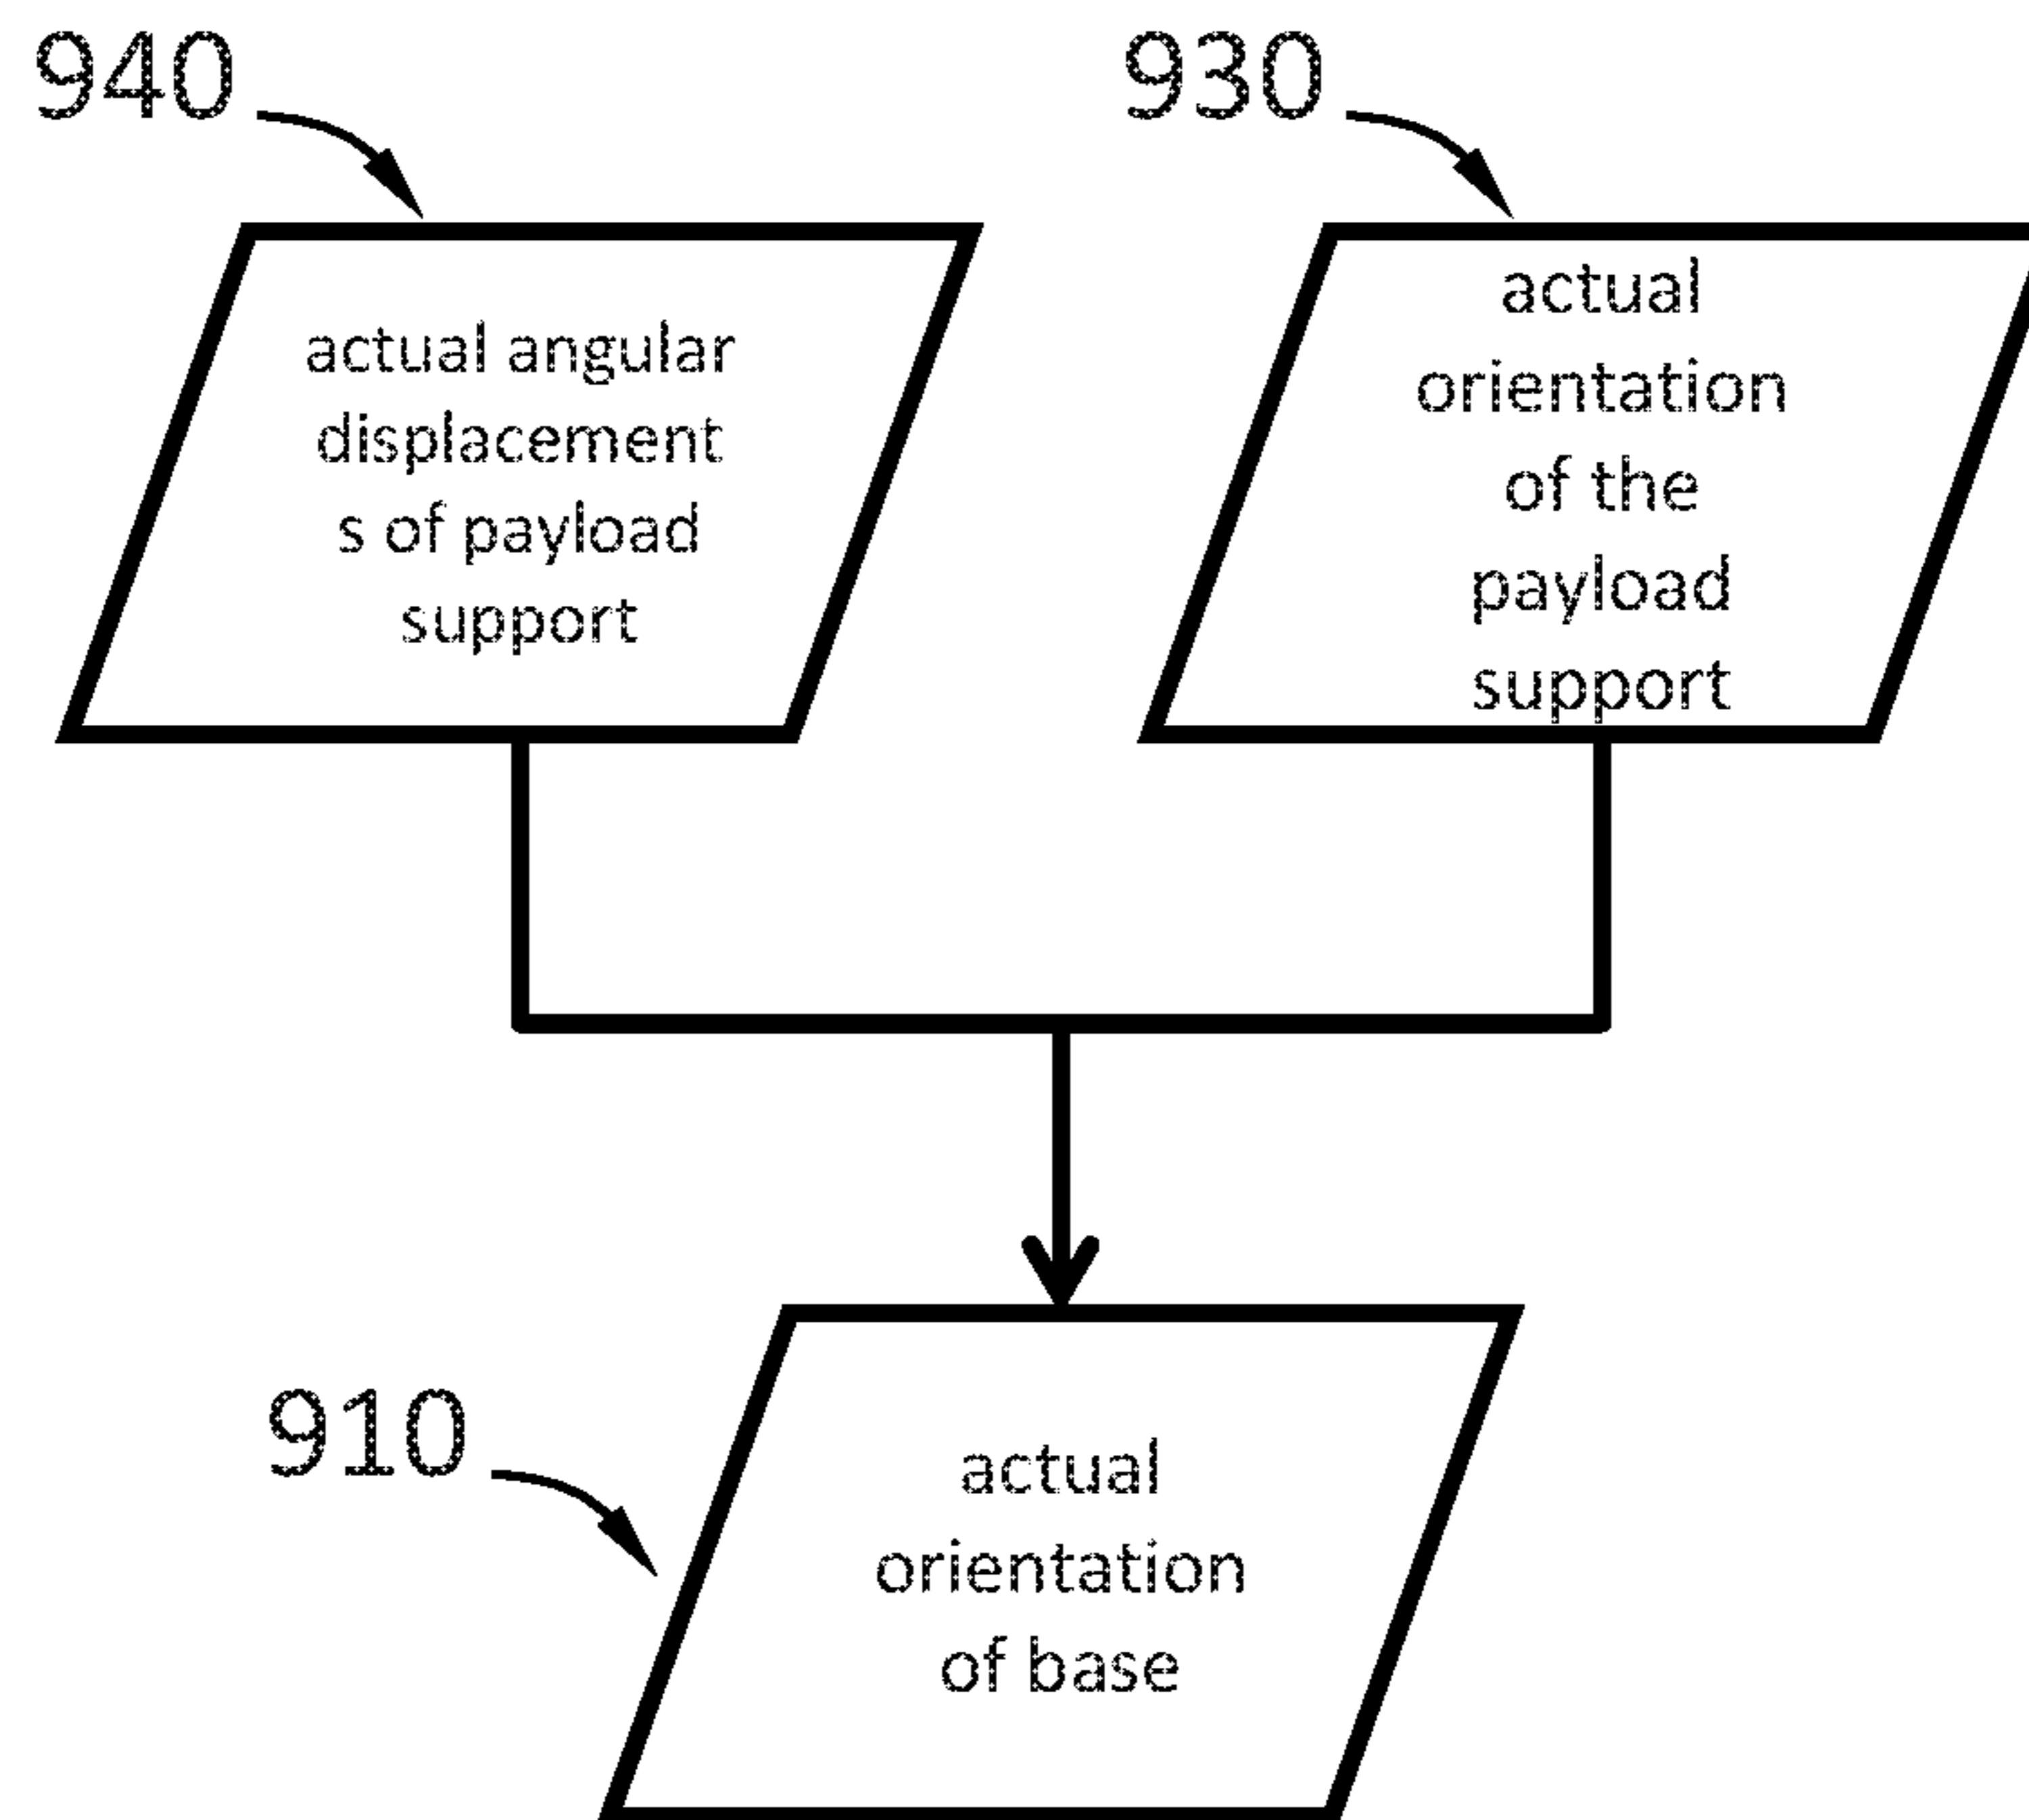 940
actual angular
displacement
s of payload
support
930
actual
orientation
of the
payload
support
910
actual
orientation
of base